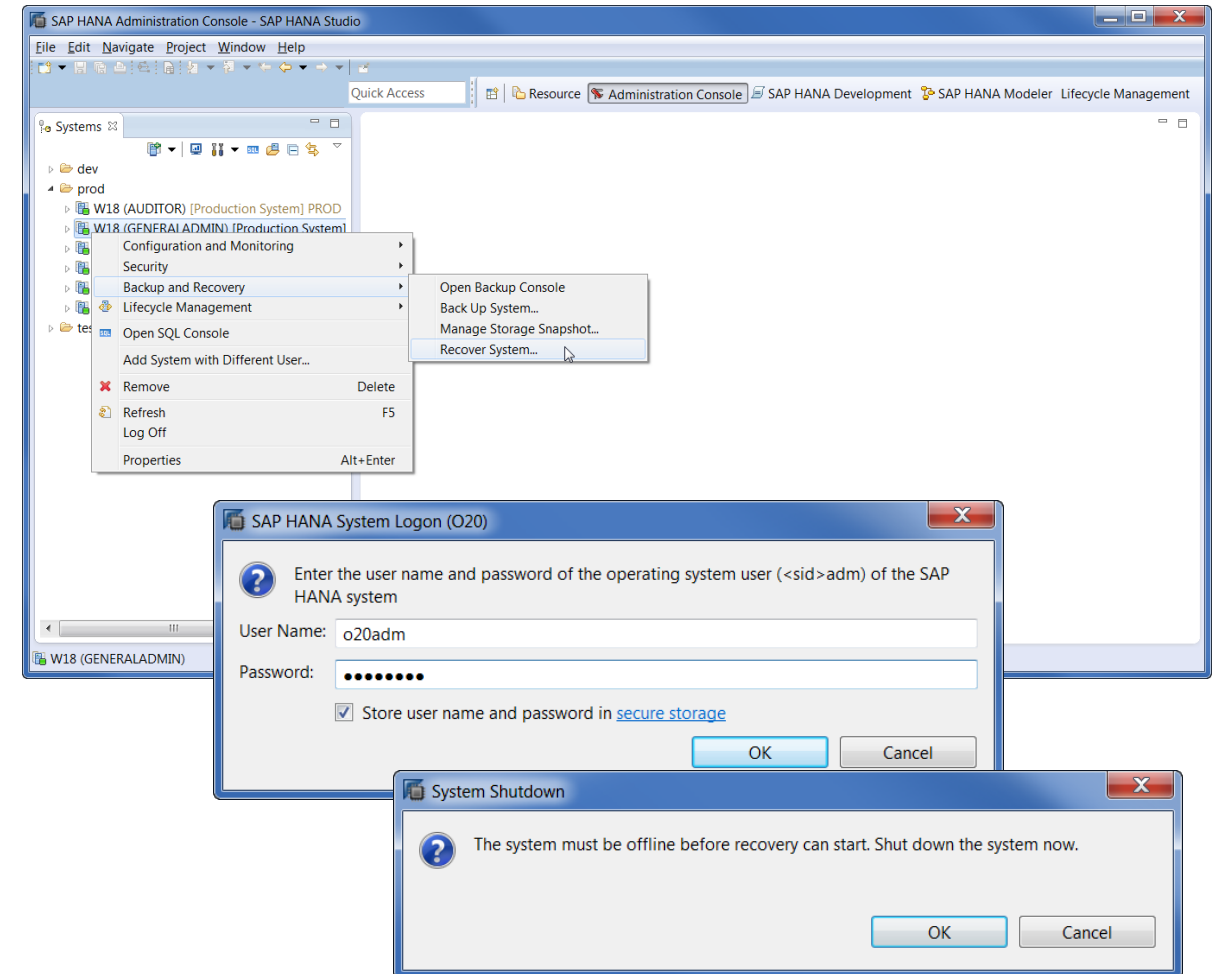 SAP HANA Administration Console - SAP HANA Studio
File Edit Navigate Project Window Help
Quick Access Resource Administration Console SAP HANA Development SAP HANA Modeler Lifecycle Management
Systems
dev
prod
W18 (AUDITOR) [Production System] PROD
W18 (GENERALADMIN) [Production System]
Configuration and Monitoring
Security
Backup and Recovery
Lifecycle Management
Open SQL Console
Add System with Different User...
Remove Delete
Refresh F5
Log Off
Properties Alt+Enter
Open Backup Console
Back Up System...
Manage Storage Snapshot...
Recover System...
W18 (GENERALADMIN)
SAP HANA System Logon (O20)
Enter the user name and password of the operating system user (<sid>adm) of the SAP
HANA system
User Name: o20adm
Password: ●●●●●●●●
Store user name and password in secure storage
OK Cancel
System Shutdown
The system must be offline before recovery can start. Shut down the system now.
OK Cancel